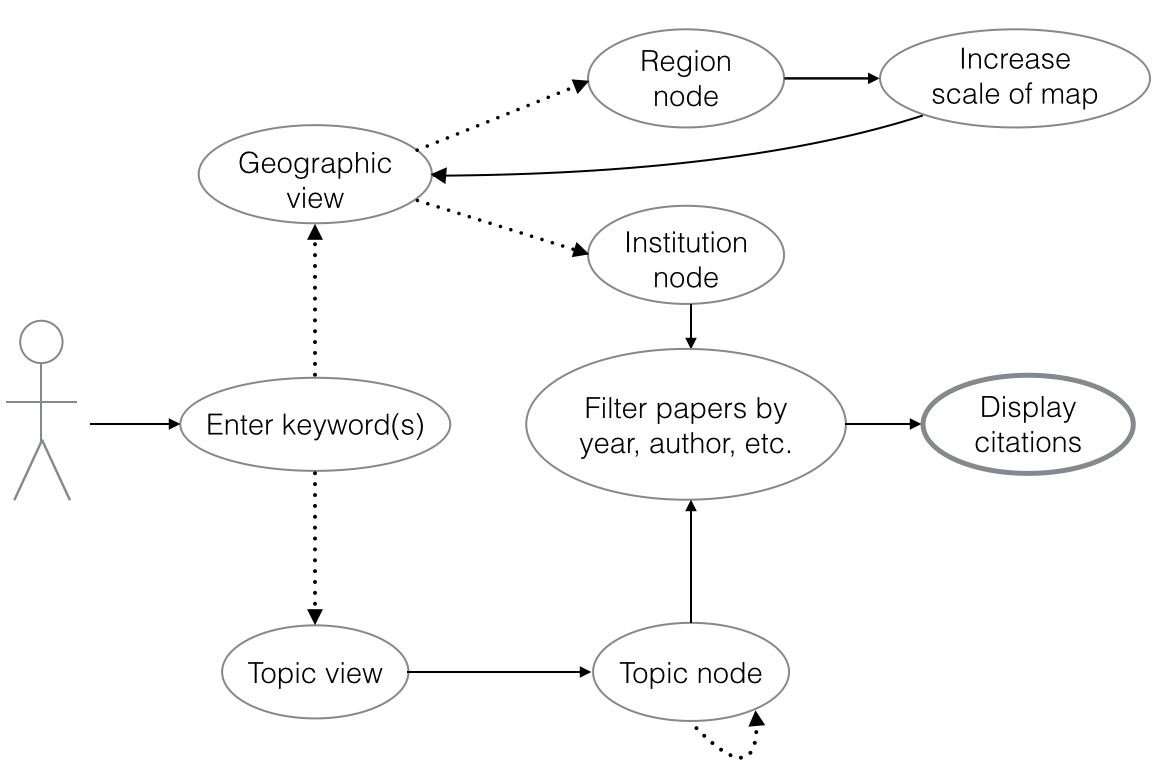 Region
node
Increase
scale of map
Geographic
view
Institution
node
Enter keyword(s)
Filter papers by
year, author, etc.
Display
citations
Topic view
Topic node